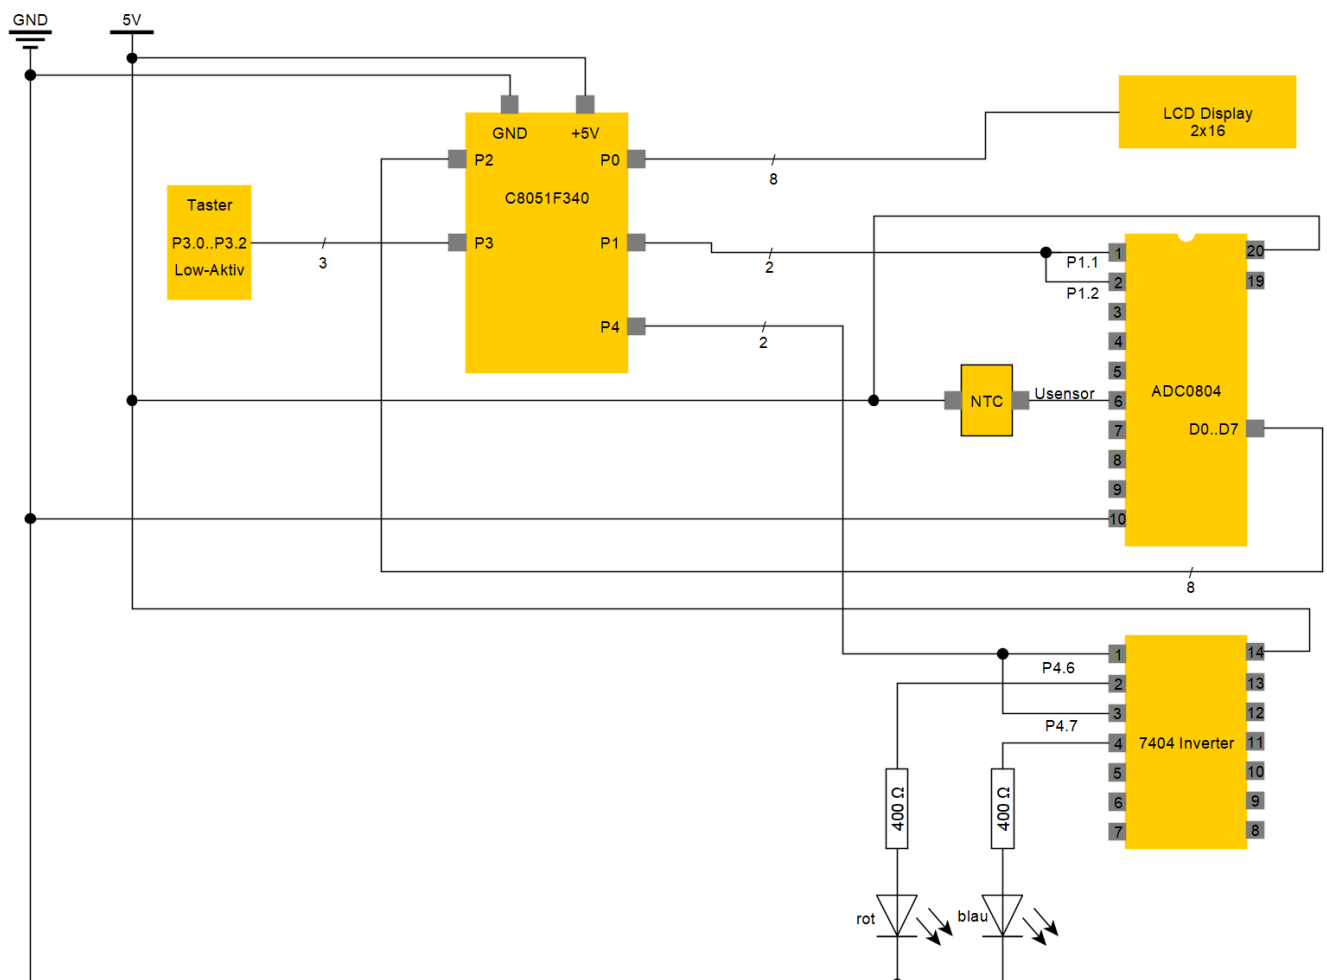 GND
5V
GND
+5V
P2
P0
C8051F340
P3
P1
P4
Taster
P3.0..P3.2
Low-Aktiv
3
8
2
2
LCD Display
2x16
P1.1
P1.2
1
2
3
4
5
6
7
8
9
10
20
19
ADC0804
D0..D7
NTC
Usensor
8
P4.6
P4.7
1
2
3
4
5
6
7
14
13
12
11
10
9
8
7404 Inverter
400 Ω
400 Ω
rot
blau